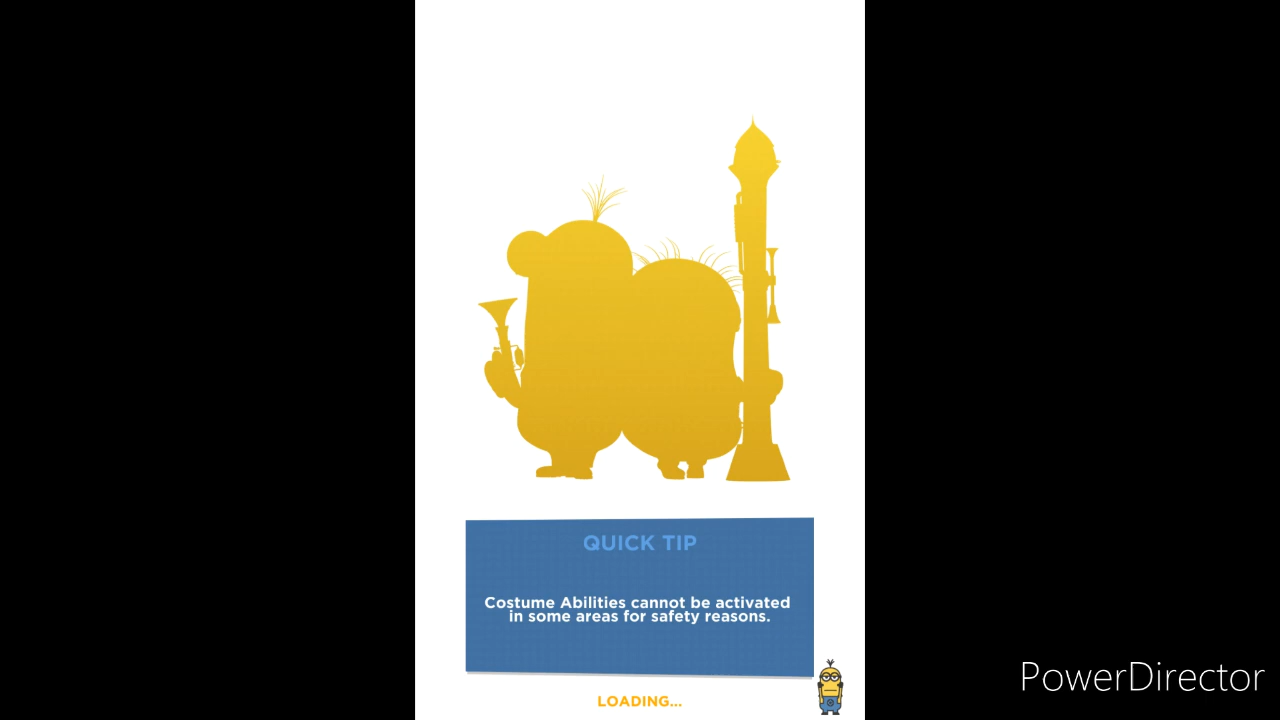 QUICK TIP
Costume Abilities cannot be activated
in some areas for safety reasons.
LOADING...
PowerDirector